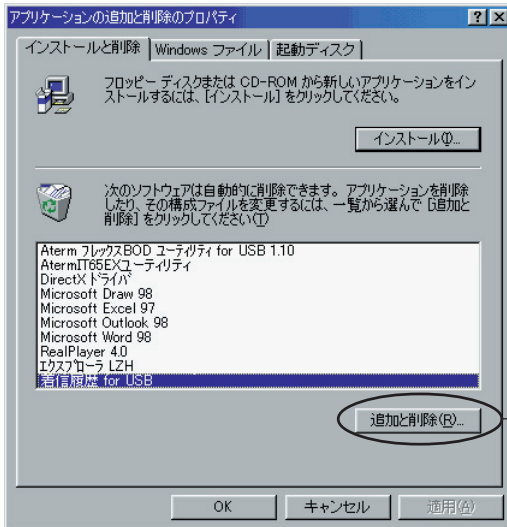 アプリケーションの追加と削除のプロパティ
インストールと削除 Windows ファイル 起動ディスク
フロッピー ディスクまたは CD-ROM から新しいアプリケーションをイン
ストールするには、[インストール] をクリックしてください。
インストール(I)...
次のソフトウェアは自動的に削除できます。アプリケーションを削除
したり、その構成ファイルを変更するには、一覧から選んで [追加と
削除] をクリックしてください(T)
Aterm フレックスBOD ユーティリティ for USB 1.10
AtermIT65EXユーティリティ
DirectX ドライバ
Microsoft Draw 98
Microsoft Excel 97
Microsoft Outlook 98
Microsoft Word 98
RealPlayer 4.0
エクスプローラ LZH
着信履歴 for USB
追加と削除(R)...
OK キャンセル 適用(A)